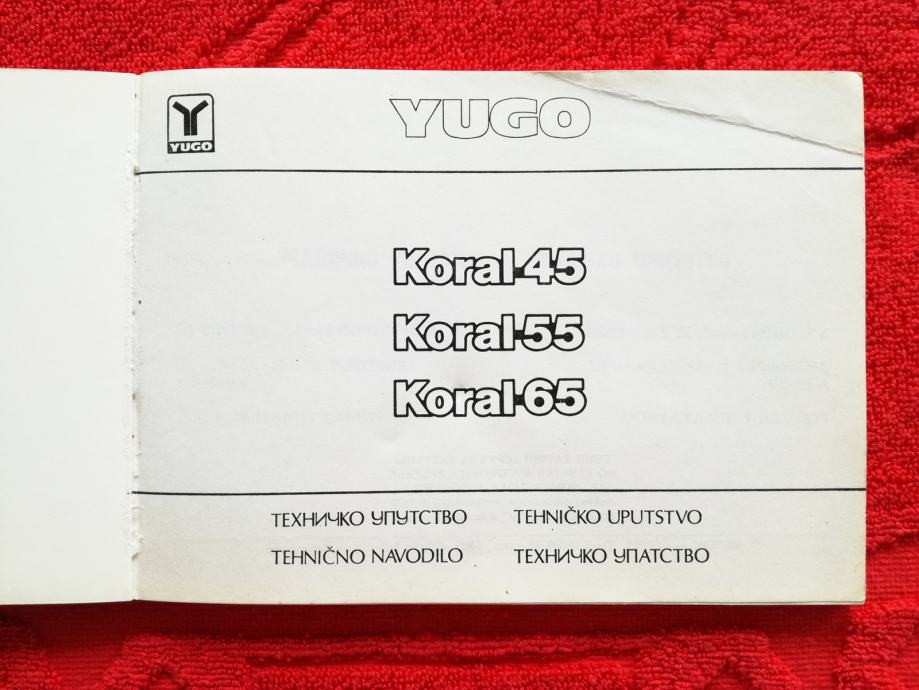 YUGO
YUGO
Koral-45
Koral-55
Koral-65
ТЕХНИЧКО УПУТСТВО
TEHNIČKO UPUTSTVO
TEHNIČNO NAVODILO
ТЕХНИЧКО УПАТСТВО